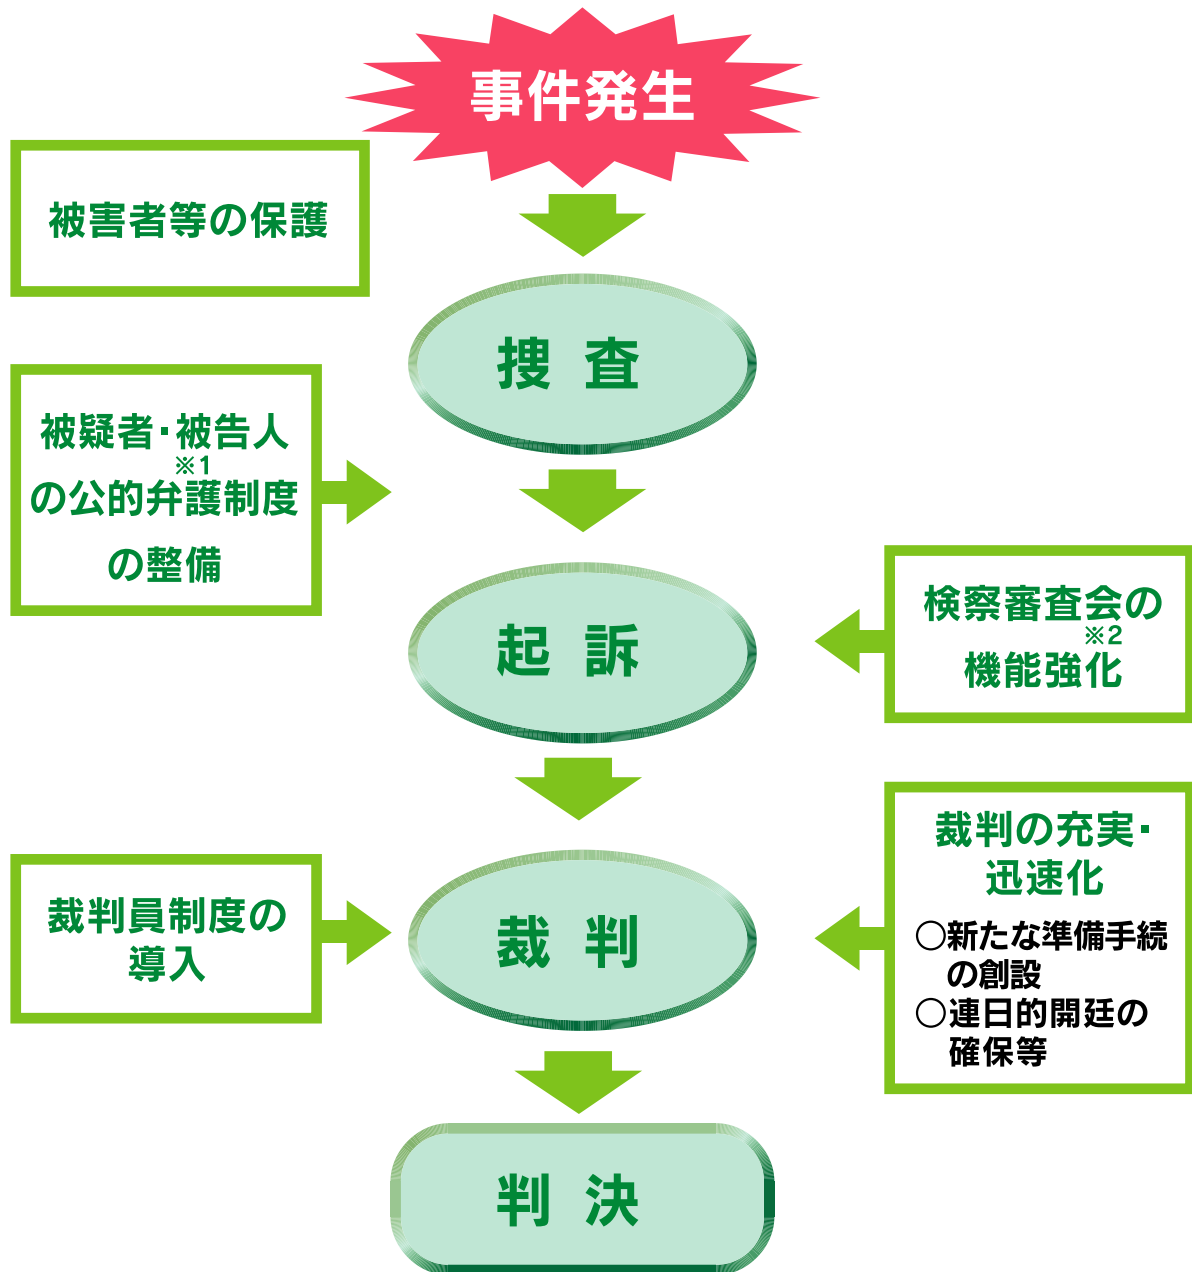 事件発生
被害者等の保護
捜査
被疑者・被告人
※1
の公的弁護制度
の整備
起訴
検察審査会の
※2
機能強化
裁判の充実・
迅速化
○新たな準備手続
の創設
○連日的開廷の
確保等
裁判員制度の
導入
裁判
判決